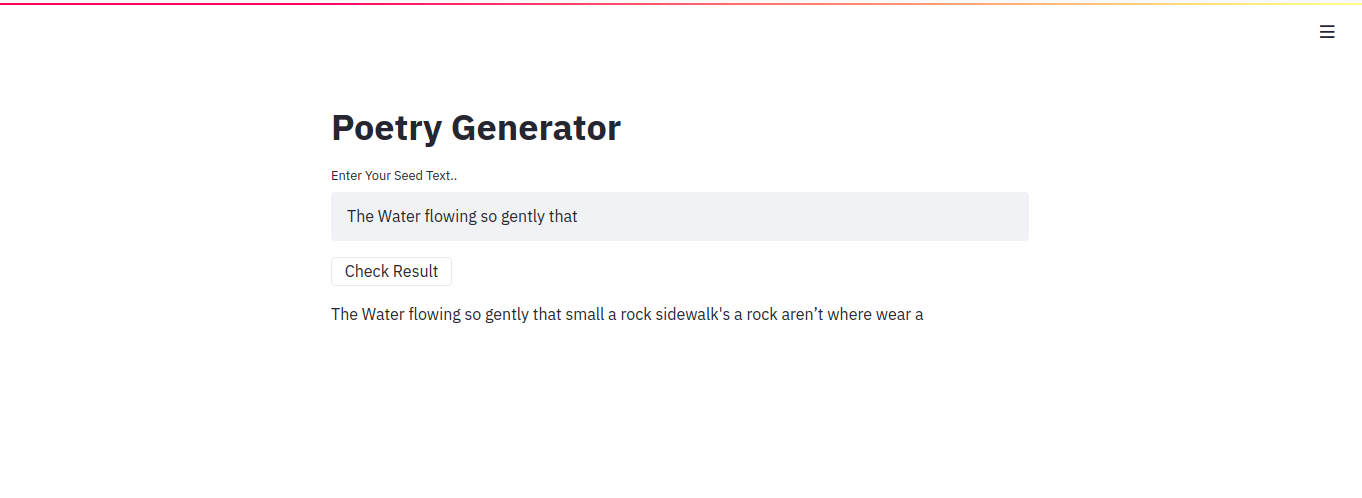 Poetry Generator
Enter Your Seed Text..
The Water flowing so gently that
Check Result
The Water flowing so gently that small a rock sidewalk's a rock aren’t where wear a